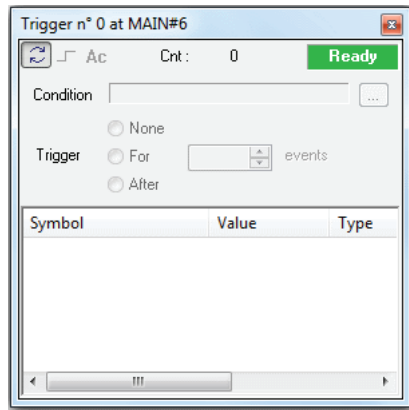 Trigger n° 0 at MAIN#6
Ac Cnt : 0 Ready
Condition ...
None
Trigger For events
After
Symbol Value Type